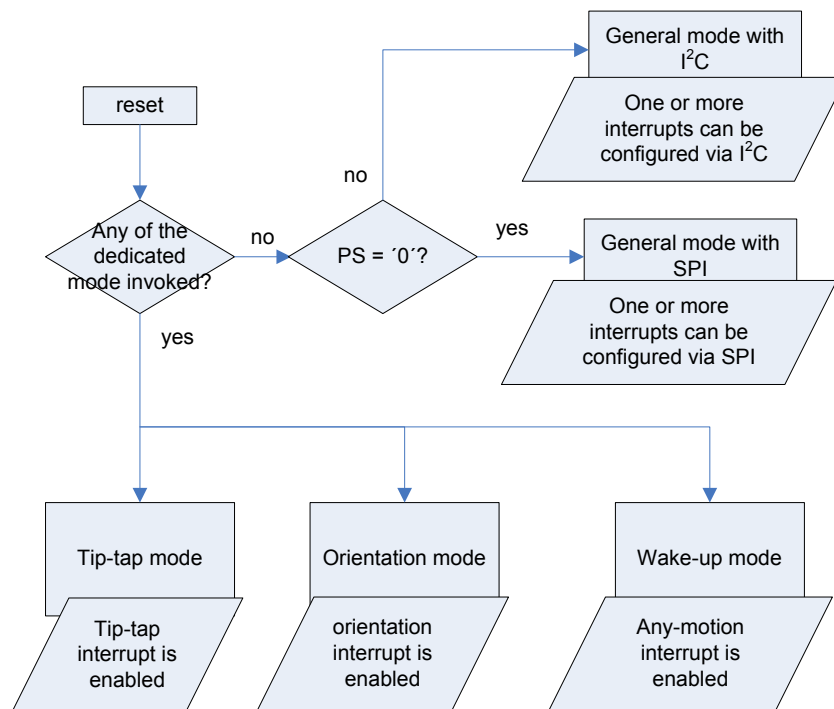 reset
Any of the
dedicated
mode invoked?
no
yes
PS = ´0´?
no
yes
General mode with
I²C
One or more
interrupts can be
configured via I²C
General mode with
SPI
One or more
interrupts can be
configured via SPI
Tip-tap mode
Tip-tap
interrupt is
enabled
Orientation mode
orientation
interrupt is
enabled
Wake-up mode
Any-motion
interrupt is
enabled